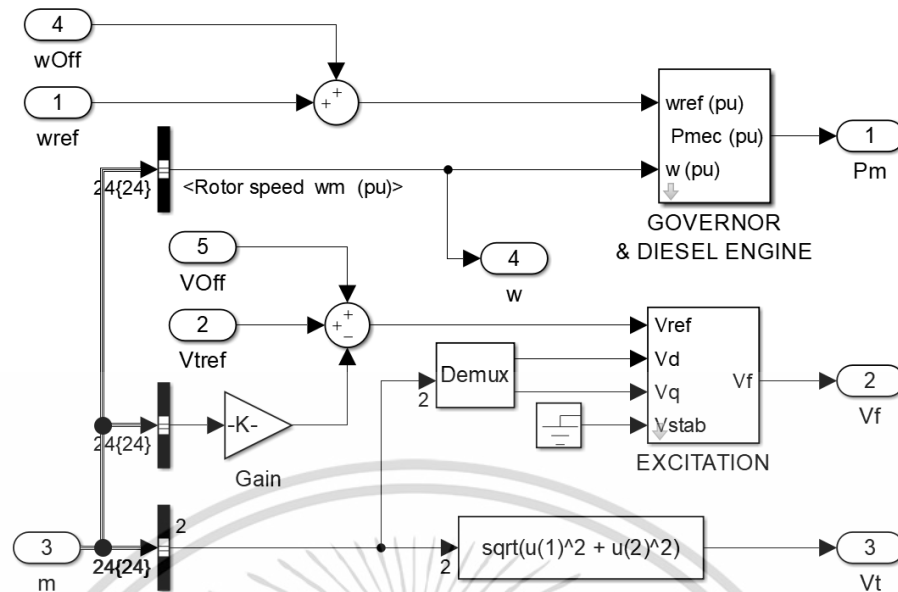 4
wOff
1
wref
+
+
wref (pu)
Pmec (pu)
w (pu)
1
Pm
24{24}
<Rotor speed wm (pu)>
GOVERNOR
& DIESEL ENGINE
5
VOff
4
w
2
Vtref
+
+
−
Vref
Vd
Vq
Vstab
Vf
Demux
2
2
Vf
EXCITATION
24{24}
-K-
Gain
2
3
m
24{24}
sqrt(u(1)^2 + u(2)^2)
2
3
Vt